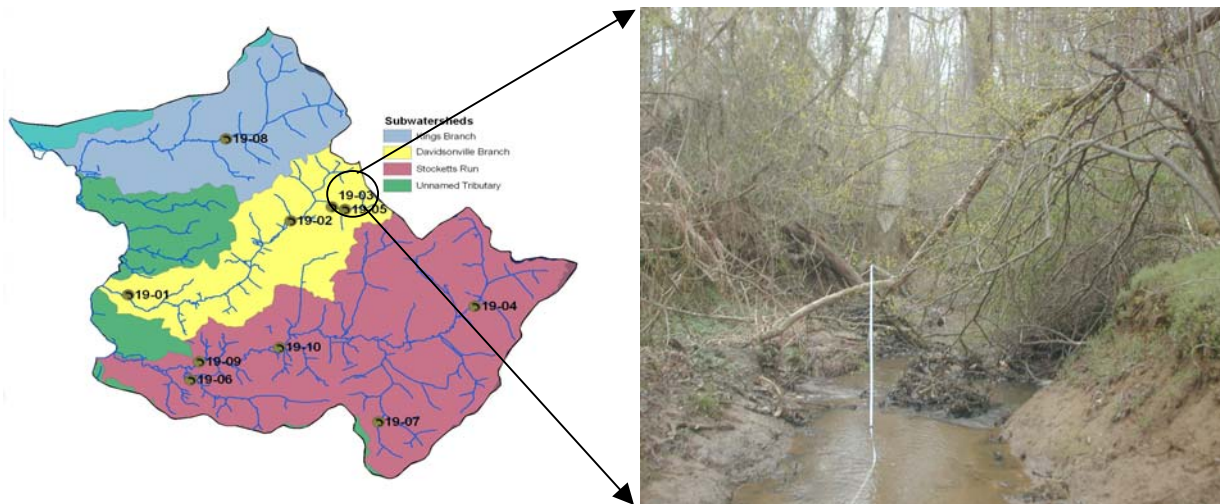 Subwatersheds
Kings Branch
Davidsonville Branch
Stocketts Run
Unnamed Tributary
19-08
19-03
19-05
19-02
19-01
19-04
19-10
19-09
19-06
19-07